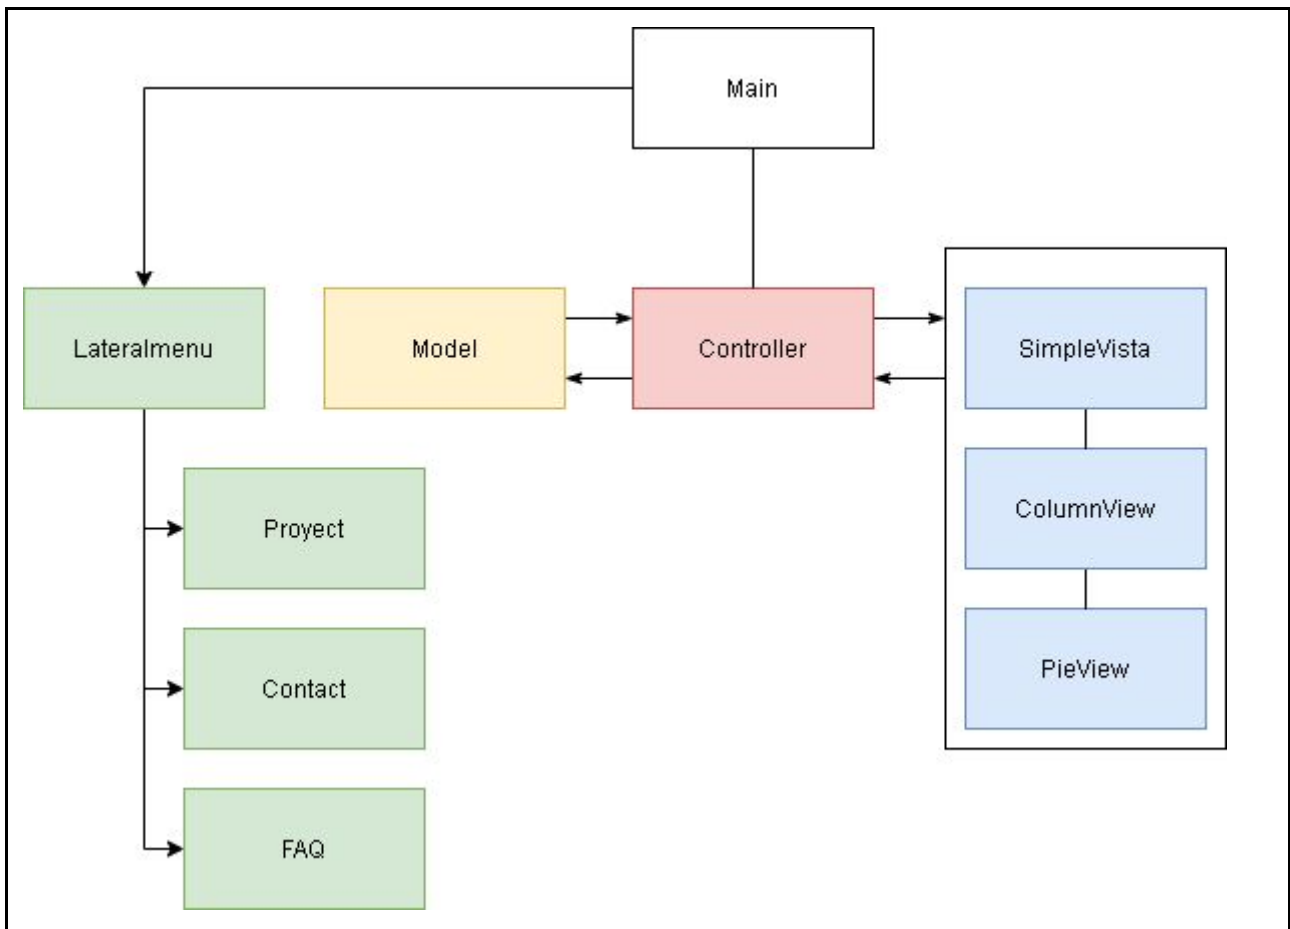 Main
Lateralmenu
Model
Controller
SimpleVista
Proyect
ColumnView
Contact
PieView
FAQ